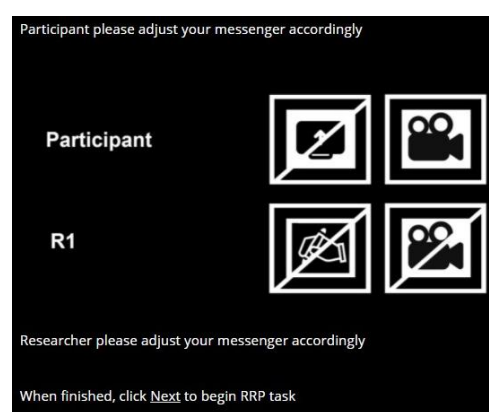 Participant please adjust your messenger accordingly
Participant
R1
Researcher please adjust your messenger accordingly
When finished, click Next to begin RRP task